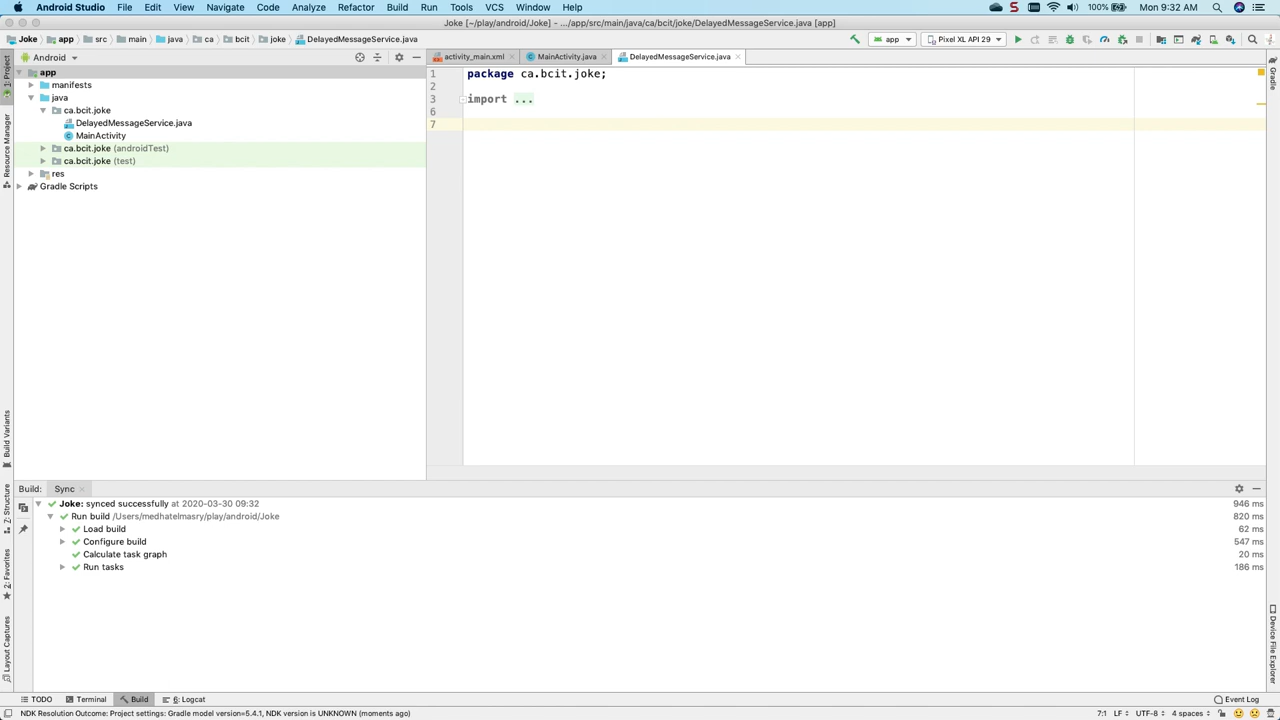 Android Studio File Edit View Navigate Code Analyze Refactor Build Run Tools VCS Window Help 100% Mon 9:32 AM
Joke [~/play/android/Joke] - .../app/src/main/java/ca/bcit/joke/DelayedMessageService.java [app]
Joke app src main java ca bcit joke DelayedMessageService.java app Pixel XL API 29
Android activity_main.xml MainActivity.java DelayedMessageService.java
app
manifests
java
ca.bcit.joke
DelayedMessageService.java
MainActivity
ca.bcit.joke (androidTest)
ca.bcit.joke (test)
res
Gradle Scripts
1 package ca.bcit.joke;
2
3 import ...
6
7
1: Project
Resource Manager
Build Variants
Z: Structure
2: Favorites
Layout Captures
Gradle
Device File Explorer
Build: Sync
Joke: synced successfully at 2020-03-30 09:32 946 ms
Run build /Users/medhatelmasry/play/android/Joke 820 ms
Load build 62 ms
Configure build 547 ms
Calculate task graph 20 ms
Run tasks 186 ms
TODO Terminal Build 6: Logcat Event Log
NDK Resolution Outcome: Project settings: Gradle model version=5.4.1, NDK version is UNKNOWN (moments ago) 7:1 LF UTF-8 4 spaces